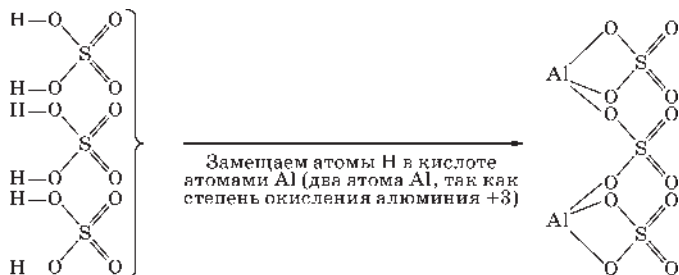 H—O O
S
H—O O
H—O O
S
H—O O
H—O O
S
H O O
Замещаем атомы H в кислоте
атомами Al (два атома Al, так как
степень окисления алюминия +3)
O O
Al S
O O
O O
S
O O
Al O O
S
O O